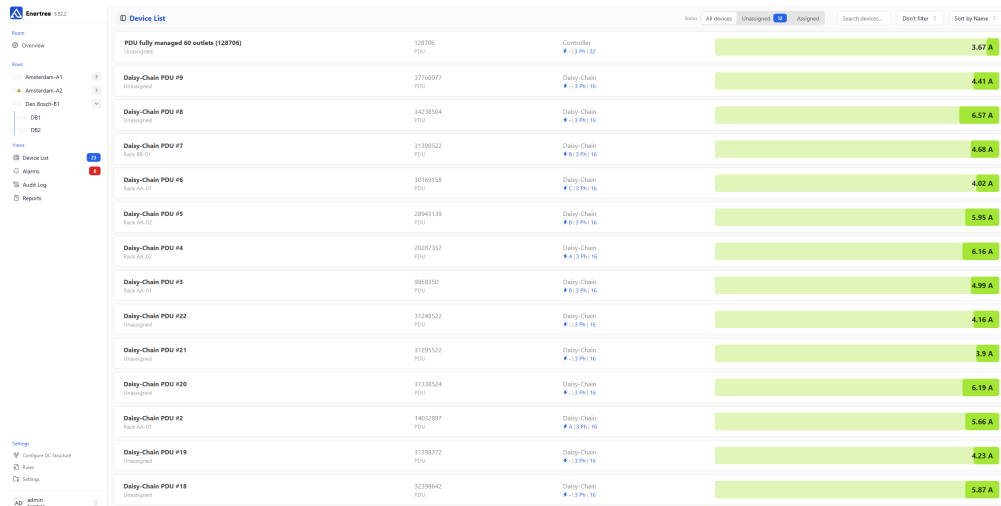 Enertree 5.32.2
Room
Overview
Rows
Amsterdam-A1
Amsterdam-A2
Den Bosch-B1
DB1
DB2
Views
Device List 23
Alarms 8
Audit Log
Reports
Settings
Configure DC Structure
Rules
Settings
AD admin
Device List
Status All devices Unassigned Assigned Search devices... Don't filter Sort by Name
PDU fully managed 60 outlets (128706) 128706 Controller 3.67 A
Unassigned PDU - | 3 Ph | 32
Daisy-Chain PDU #9 37760977 Daisy-Chain 4.41 A
Unassigned PDU - | 3 Ph | 16
Daisy-Chain PDU #8 34238504 Daisy-Chain 6.57 A
Unassigned PDU - | 3 Ph | 16
Daisy-Chain PDU #7 31398522 Daisy-Chain 4.68 A
Rack BB-01 PDU B | 3 Ph | 16
Daisy-Chain PDU #6 30169158 Daisy-Chain 4.02 A
Rack AA-01 PDU C | 3 Ph | 16
Daisy-Chain PDU #5 28943139 Daisy-Chain 5.95 A
Rack AA-02 PDU B | 3 Ph | 16
Daisy-Chain PDU #4 20287357 Daisy-Chain 6.16 A
Rack AA-02 PDU A | 3 Ph | 16
Daisy-Chain PDU #3 9858350 Daisy-Chain 4.99 A
Rack AA-01 PDU B | 3 Ph | 16
Daisy-Chain PDU #22 31248522 Daisy-Chain 4.16 A
Unassigned PDU - | 3 Ph | 16
Daisy-Chain PDU #21 31295522 Daisy-Chain 3.9 A
Unassigned PDU - | 3 Ph | 16
Daisy-Chain PDU #20 31338524 Daisy-Chain 6.19 A
Unassigned PDU - | 3 Ph | 16
Daisy-Chain PDU #2 14032897 Daisy-Chain 5.66 A
Rack AA-01 PDU A | 3 Ph | 16
Daisy-Chain PDU #19 31398372 Daisy-Chain 4.23 A
Unassigned PDU - | 3 Ph | 16
Daisy-Chain PDU #18 32398642 Daisy-Chain 5.87 A
Unassigned PDU - | 3 Ph | 16